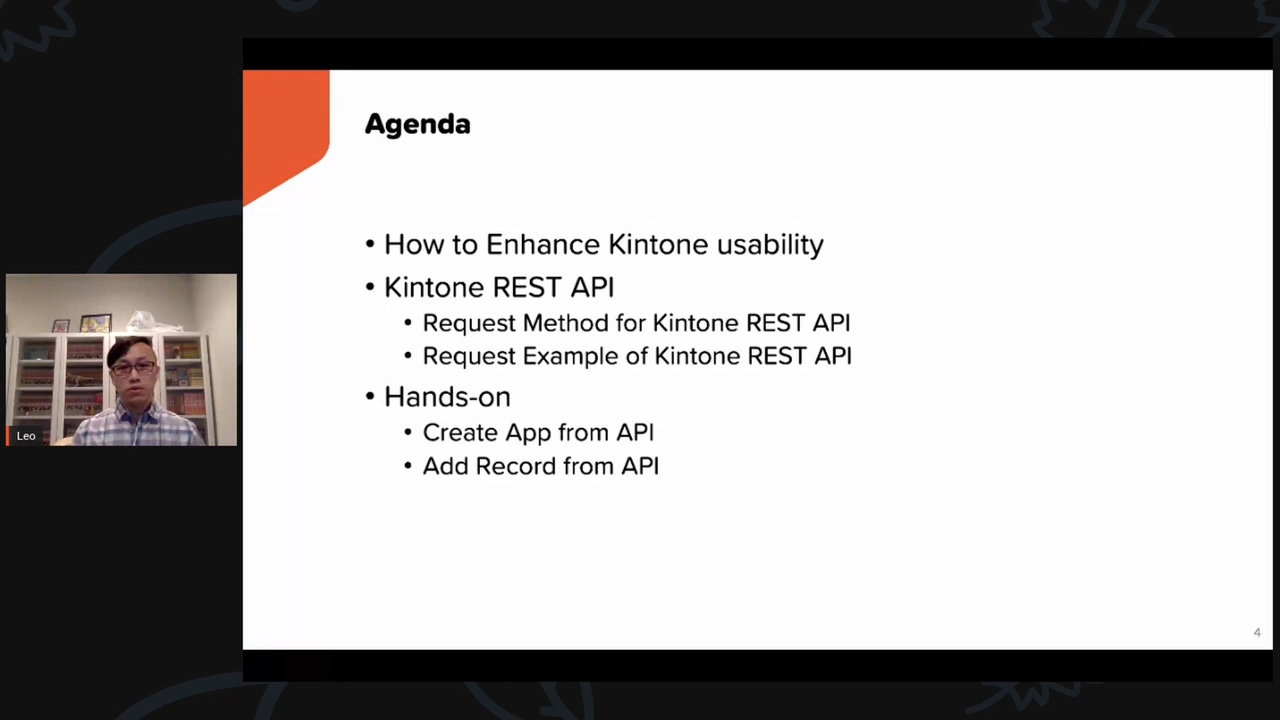 Agenda
• How to Enhance Kintone usability
• Kintone REST API
• Request Method for Kintone REST API
• Request Example of Kintone REST API
• Hands-on
• Create App from API
• Add Record from API
Leo
4